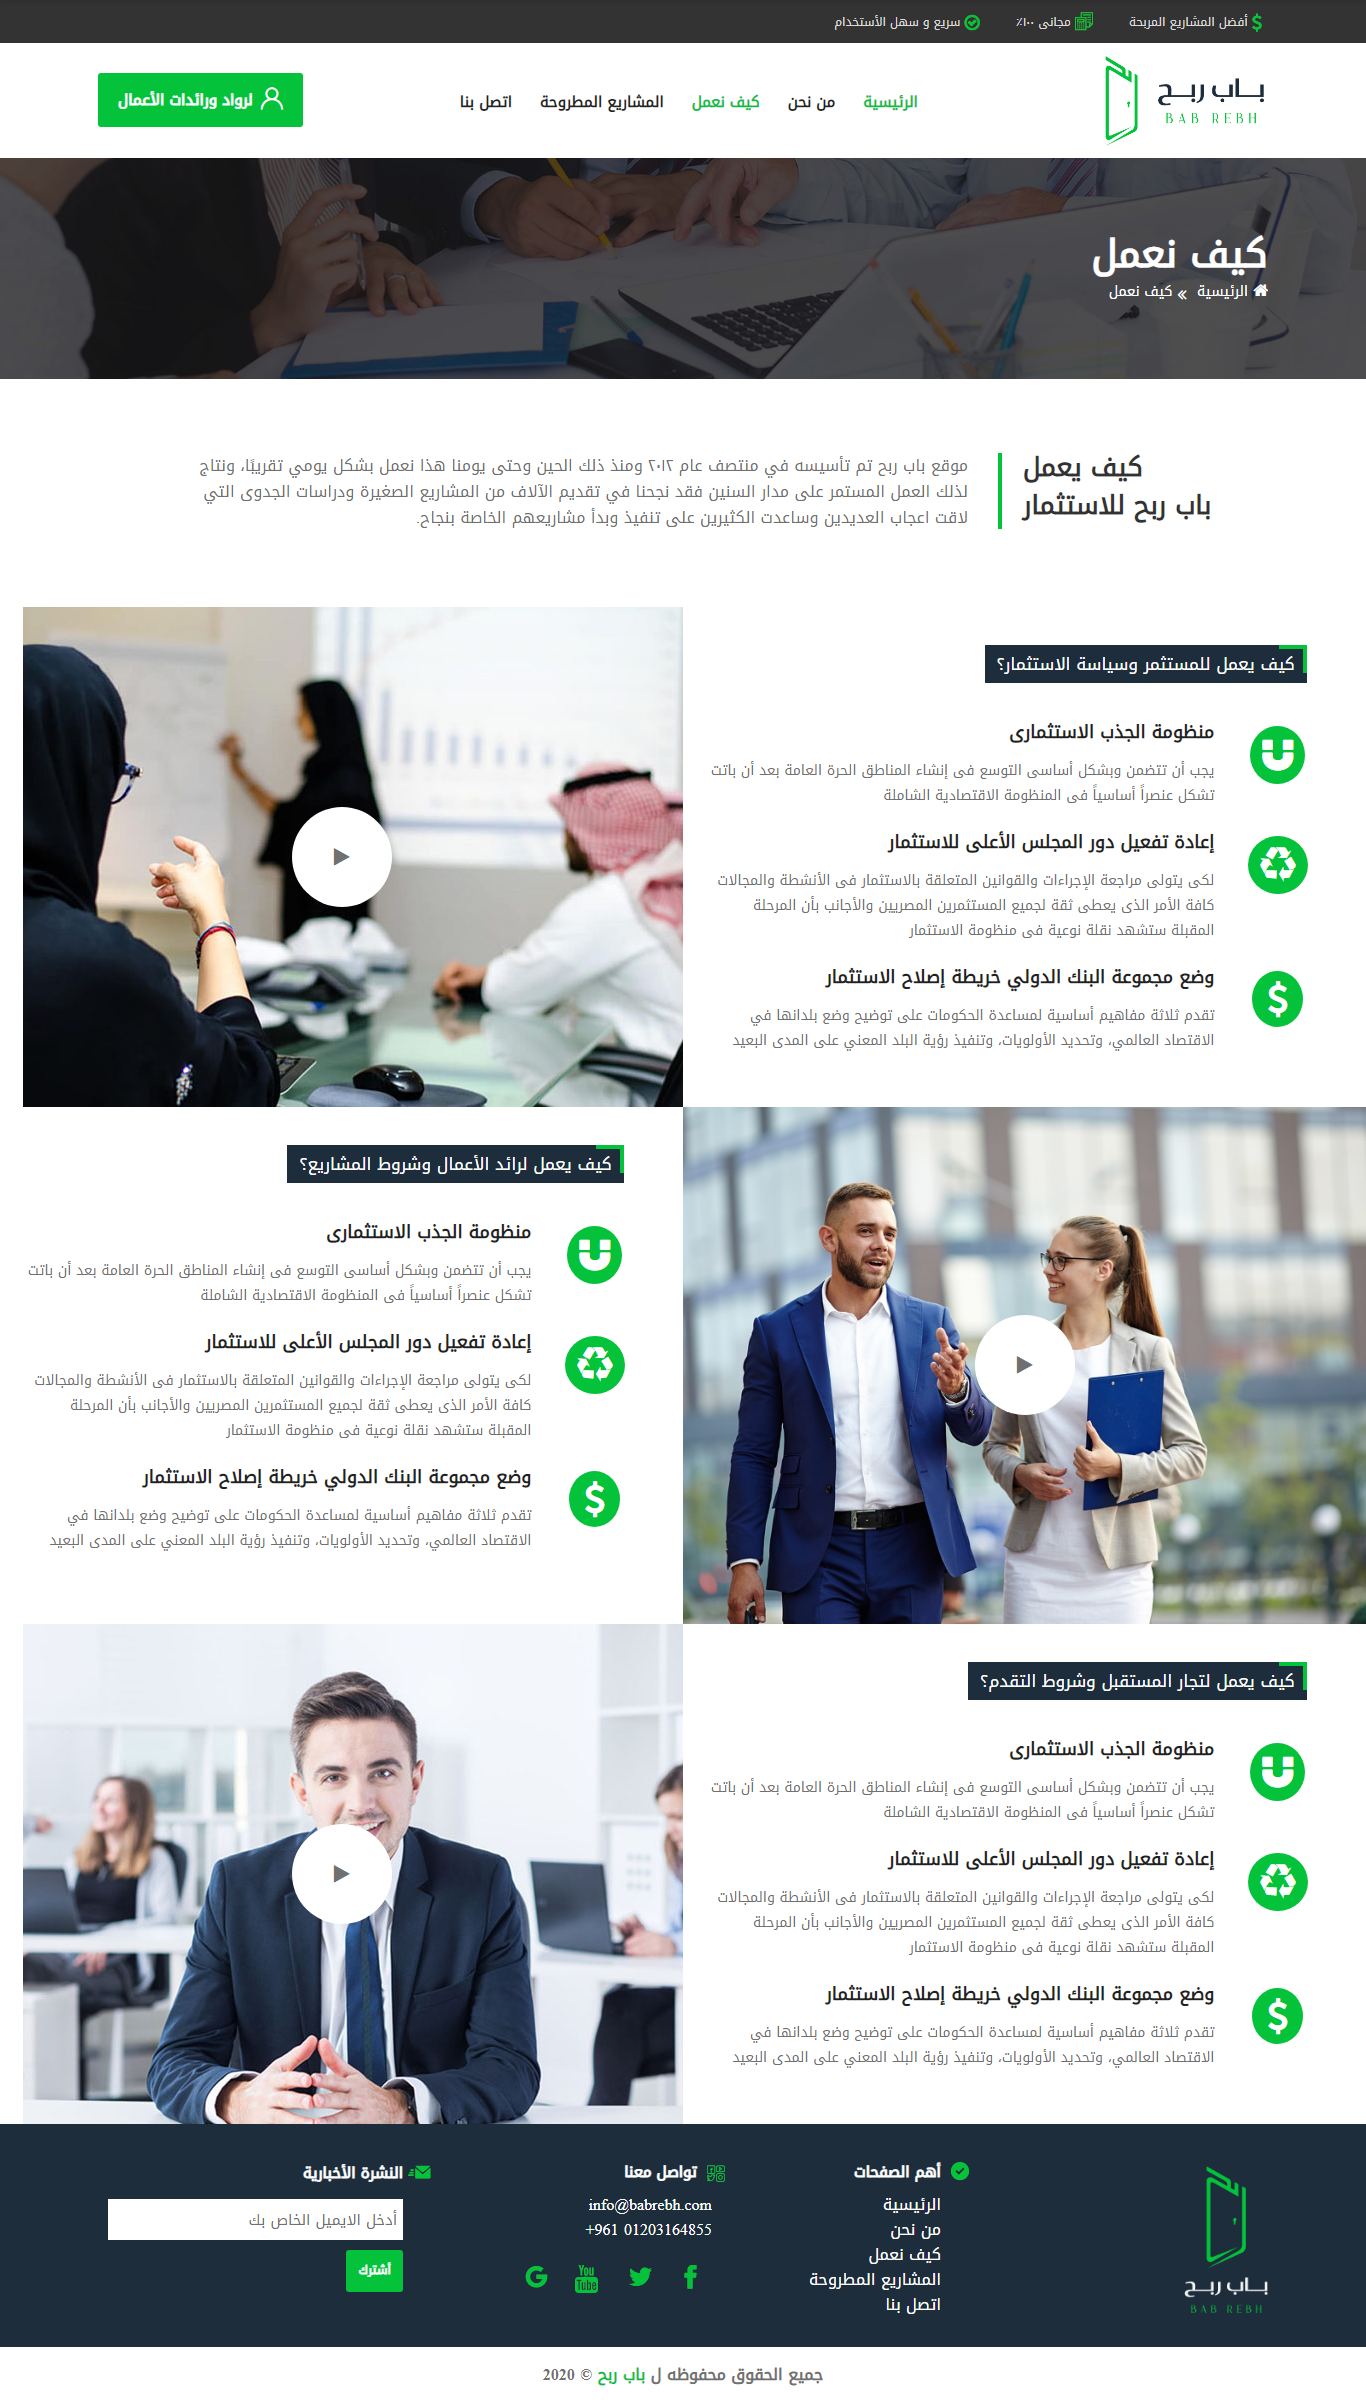 أفضل المشاريع المربحة
مجانى ١٠٠٪
سريع و سهل الأستخدام
بــاب ربــح
BAB REBH
الرئيسية
كيف نعمل
من نحن
المشاريع المطروحة
اتصل بنا
لرواد ورائدات الأعمال
كيف نعمل
الرئيسية » كيف نعمل
كيف يعمل
باب ربح للاستثمار
موقع باب ربح تم تأسيسه في منتصف عام ٢٠١٢ ومنذ ذلك الحين وحتى يومنا هذا نعمل بشكل يومي تقريبًا، ونتاج
لذلك العمل المستمر على مدار السنين فقد نجحنا في تقديم الآلاف من المشاريع الصغيرة ودراسات الجدوى التي
لاقت اعجاب العديدين وساعدت الكثيرين على تنفيذ وبدأ مشاريعهم الخاصة بنجاح.
كيف يعمل للمستثمر وسياسة الاستثمار؟
منظومة الجذب الاستثمارى
يجب أن تتضمن وبشكل أساسى التوسع فى إنشاء المناطق الحرة العامة بعد أن باتت
تشكل عنصراً أساسياً فى المنظومة الاقتصادية الشاملة
إعادة تفعيل دور المجلس الأعلى للاستثمار
لكى يتولى مراجعة الإجراءات والقوانين المتعلقة بالاستثمار فى الأنشطة والمجالات
كافة الأمر الذى يعطى ثقة لجميع المستثمرين المصريين والأجانب بأن المرحلة
المقبلة ستشهد نقلة نوعية فى منظومة الاستثمار
وضع مجموعة البنك الدولي خريطة إصلاح الاستثمار
تقدم ثلاثة مفاهيم أساسية لمساعدة الحكومات على توضيح وضع بلدانها في
الاقتصاد العالمي، وتحديد الأولويات، وتنفيذ رؤية البلد المعني على المدى البعيد
كيف يعمل لرائد الأعمال وشروط المشاريع؟
منظومة الجذب الاستثمارى
يجب أن تتضمن وبشكل أساسى التوسع فى إنشاء المناطق الحرة العامة بعد أن باتت
تشكل عنصراً أساسياً فى المنظومة الاقتصادية الشاملة
إعادة تفعيل دور المجلس الأعلى للاستثمار
لكى يتولى مراجعة الإجراءات والقوانين المتعلقة بالاستثمار فى الأنشطة والمجالات
كافة الأمر الذى يعطى ثقة لجميع المستثمرين المصريين والأجانب بأن المرحلة
المقبلة ستشهد نقلة نوعية فى منظومة الاستثمار
وضع مجموعة البنك الدولي خريطة إصلاح الاستثمار
تقدم ثلاثة مفاهيم أساسية لمساعدة الحكومات على توضيح وضع بلدانها في
الاقتصاد العالمي، وتحديد الأولويات، وتنفيذ رؤية البلد المعني على المدى البعيد
كيف يعمل لتجار المستقبل وشروط التقدم؟
منظومة الجذب الاستثمارى
يجب أن تتضمن وبشكل أساسى التوسع فى إنشاء المناطق الحرة العامة بعد أن باتت
تشكل عنصراً أساسياً فى المنظومة الاقتصادية الشاملة
إعادة تفعيل دور المجلس الأعلى للاستثمار
لكى يتولى مراجعة الإجراءات والقوانين المتعلقة بالاستثمار فى الأنشطة والمجالات
كافة الأمر الذى يعطى ثقة لجميع المستثمرين المصريين والأجانب بأن المرحلة
المقبلة ستشهد نقلة نوعية فى منظومة الاستثمار
وضع مجموعة البنك الدولي خريطة إصلاح الاستثمار
تقدم ثلاثة مفاهيم أساسية لمساعدة الحكومات على توضيح وضع بلدانها في
الاقتصاد العالمي، وتحديد الأولويات، وتنفيذ رؤية البلد المعني على المدى البعيد
بــاب ربــح
BAB REBH
أهم الصفحات
الرئيسية
من نحن
كيف نعمل
المشاريع المطروحة
اتصل بنا
تواصل معنا
info@babrebh.com
+961 01203164855
You
Tube
النشرة الأخبارية
أدخل الايميل الخاص بك
أشترك
جميع الحقوق محفوظه ل باب ربح © 2020